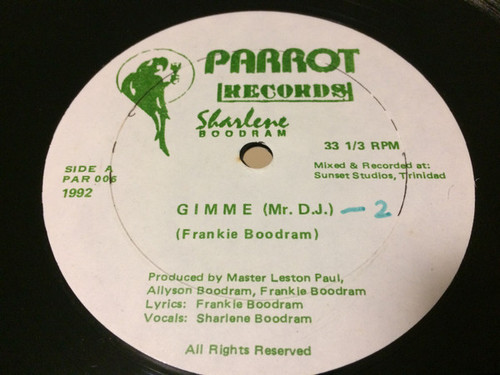 PARROT
RECORDS
Sharlene
BOODRAM
33 1/3 RPM
SIDE A
PAR 006
1992
Mixed & Recorded at:
Sunset Studios, Trinidad
GIMME (Mr. D.J.) — 2
(Frankie Boodram)
Produced by Master Leston Paul,
Allyson Boodram, Frankie Boodram
Lyrics: Frankie Boodram
Vocals: Sharlene Boodram
All Rights Reserved